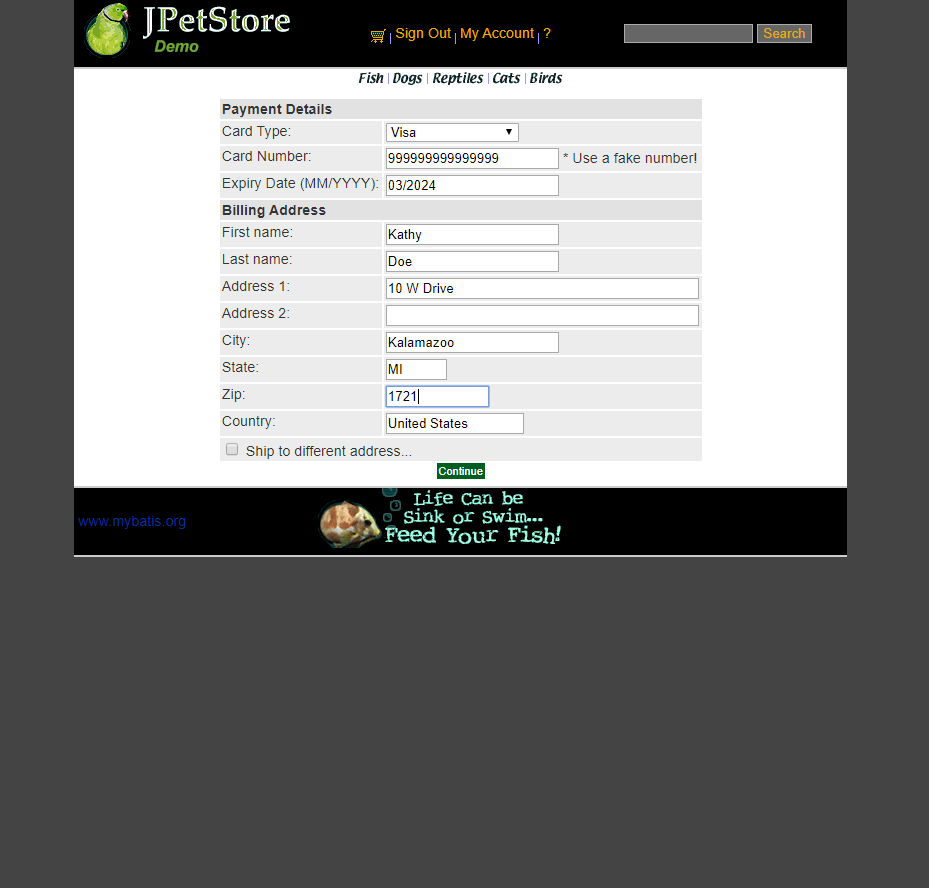 JPetStore
Demo
Sign Out | My Account | ?
Search
Fish | Dogs | Reptiles | Cats | Birds
Payment Details
Card Type: Visa
Card Number: 999999999999999 * Use a fake number!
Expiry Date (MM/YYYY): 03/2024
Billing Address
First name: Kathy
Last name: Doe
Address 1: 10 W Drive
Address 2:
City: Kalamazoo
State: MI
Zip: 1721
Country: United States
Ship to different address...
Continue
www.mybatis.org
Life Can be
Sink or Swim...
Feed Your Fish!